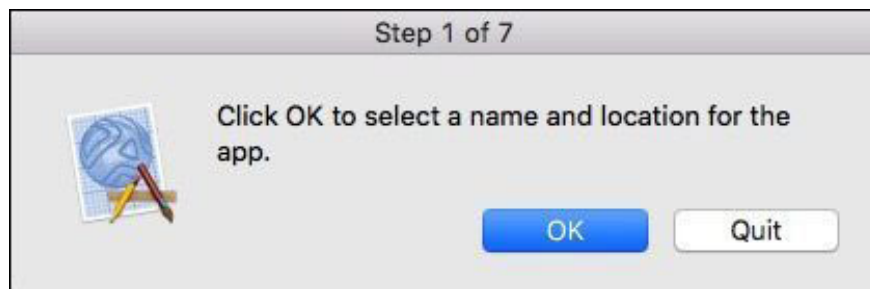 Step 1 of 7
Click OK to select a name and location for the
app.
OK
Quit